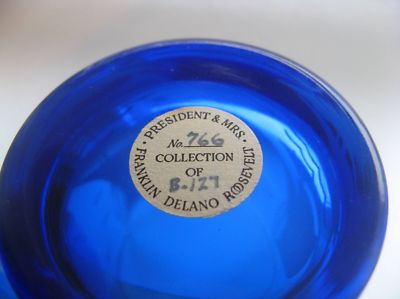 · PRESIDENT & MRS. ·
FRANKLIN DELANO ROOSEVELT
No. 766
COLLECTION
OF
B-127